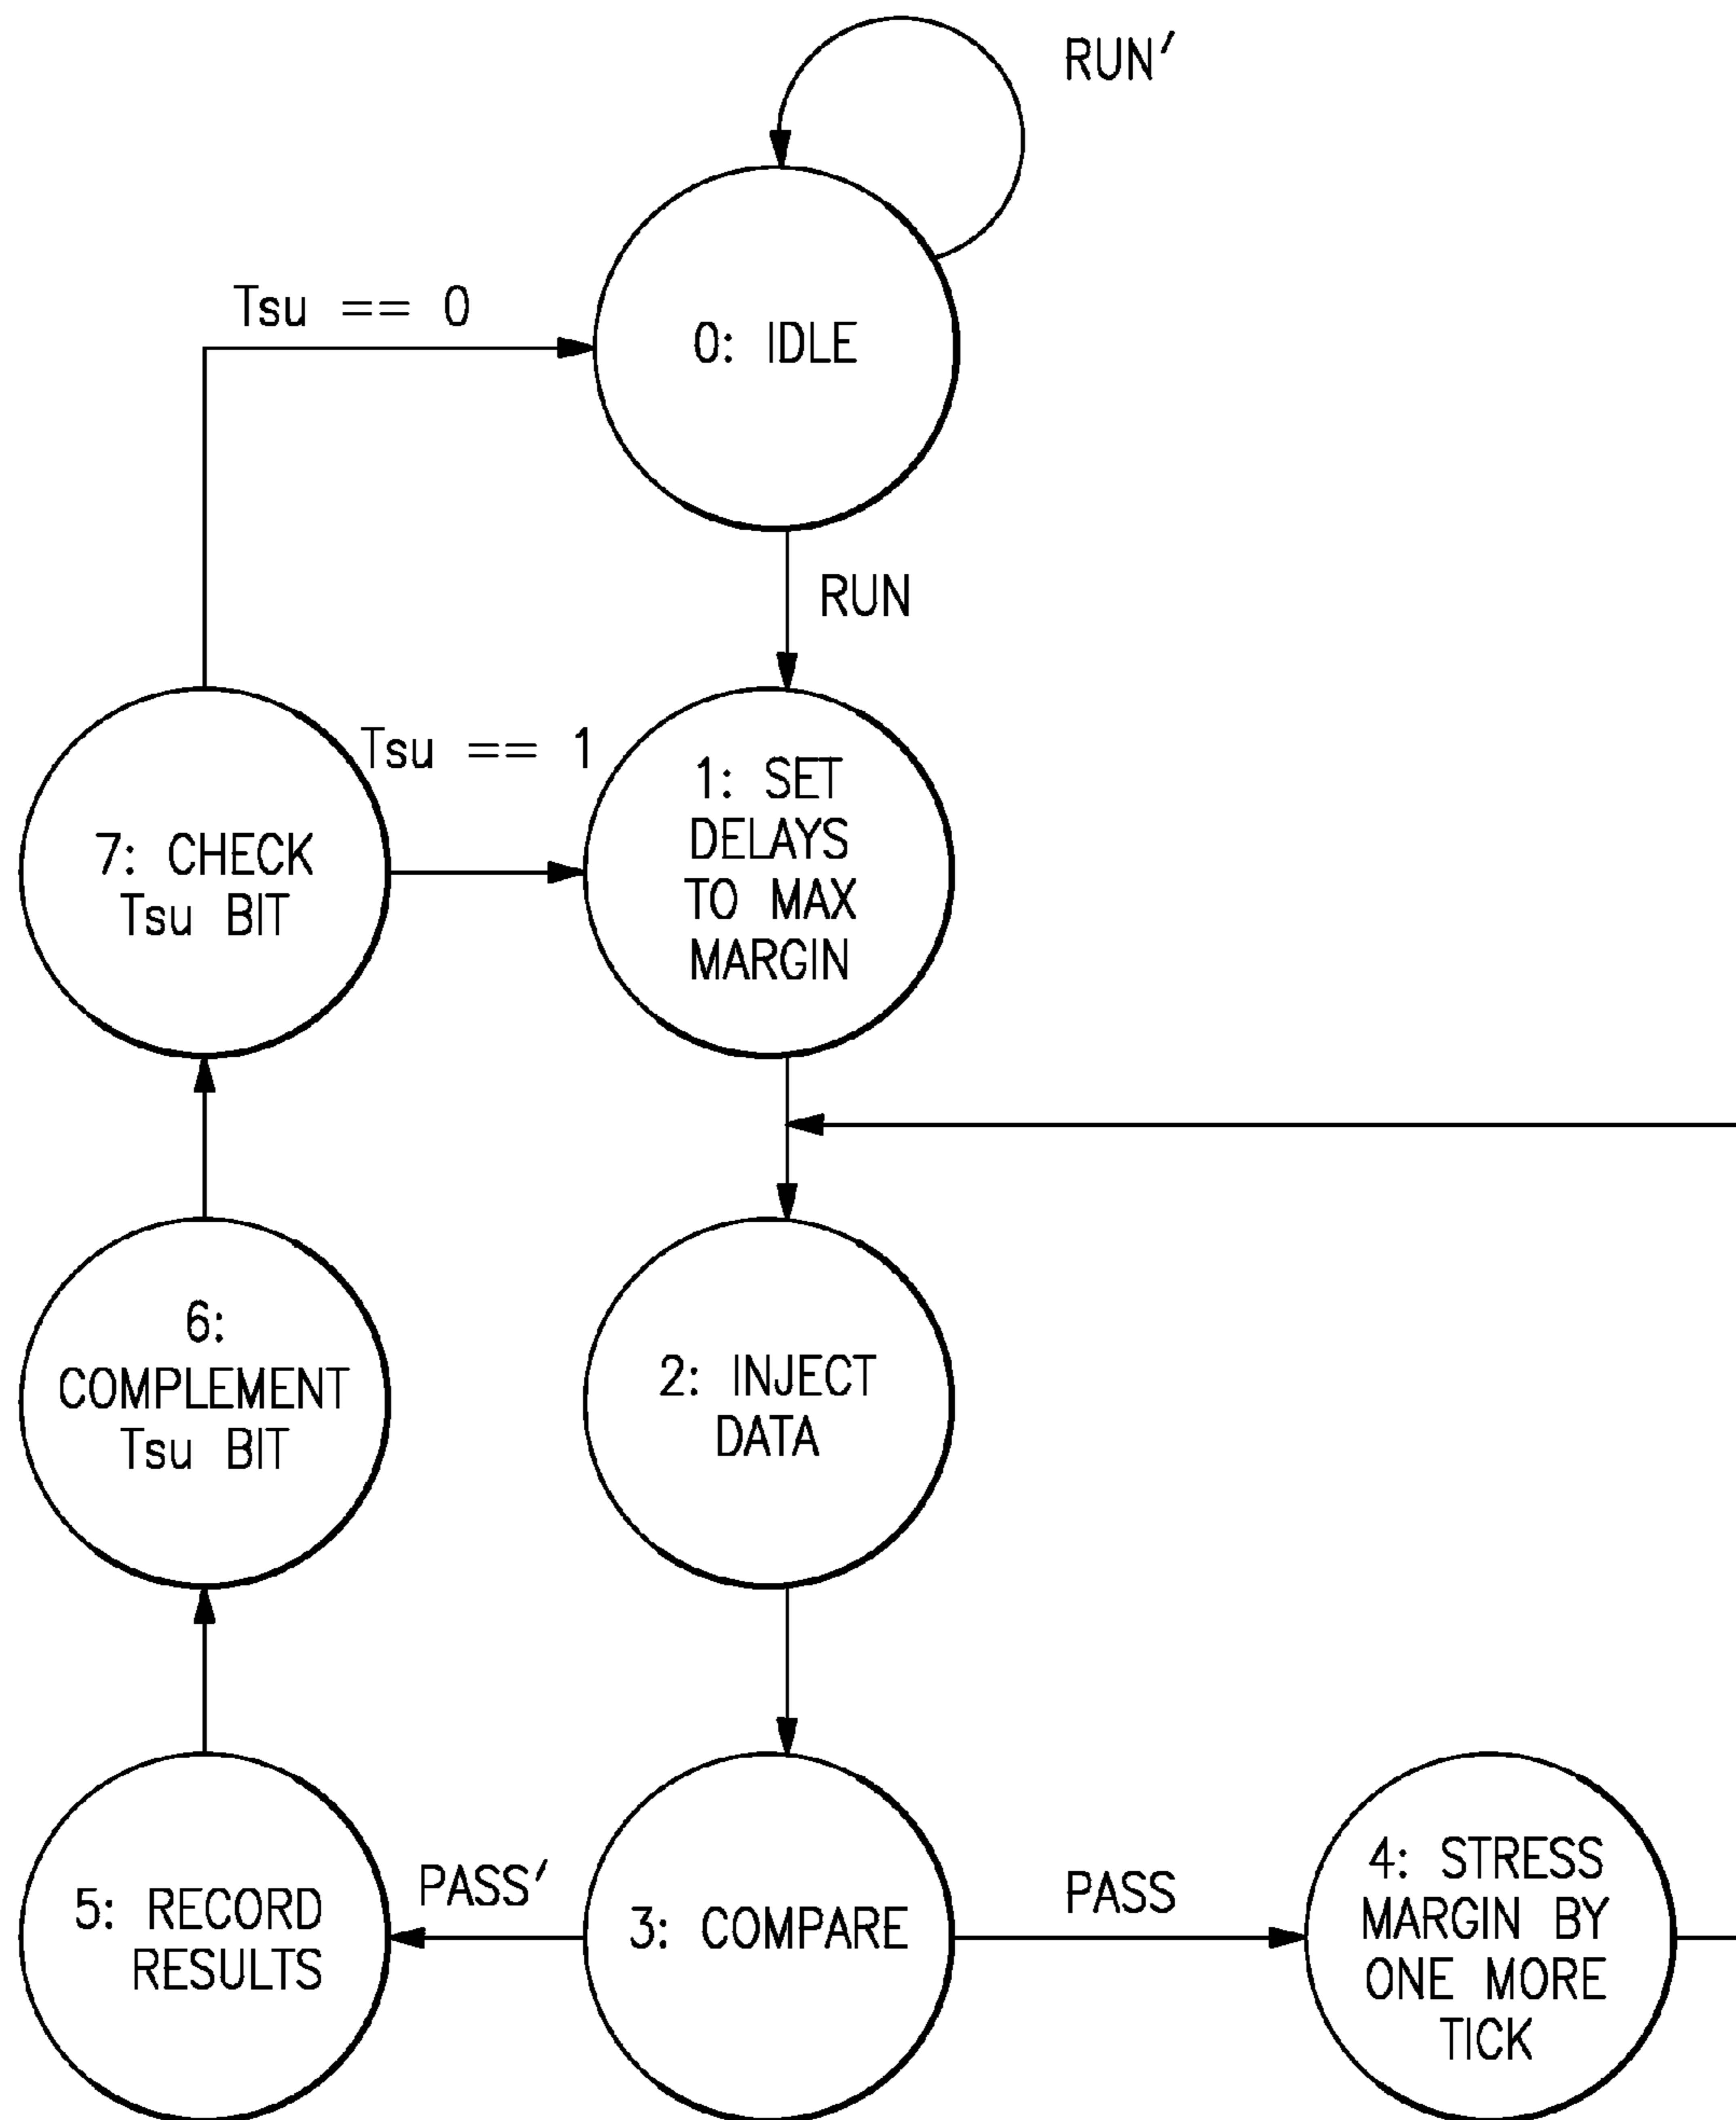 RUN′
Tsu == 0
0: IDLE
RUN
Tsu == 1
1: SET
DELAYS
TO MAX
MARGIN
7: CHECK
Tsu BIT
6:
COMPLEMENT
Tsu BIT
2: INJECT
DATA
5: RECORD
RESULTS
PASS′
3: COMPARE
PASS
4: STRESS
MARGIN BY
ONE MORE
TICK